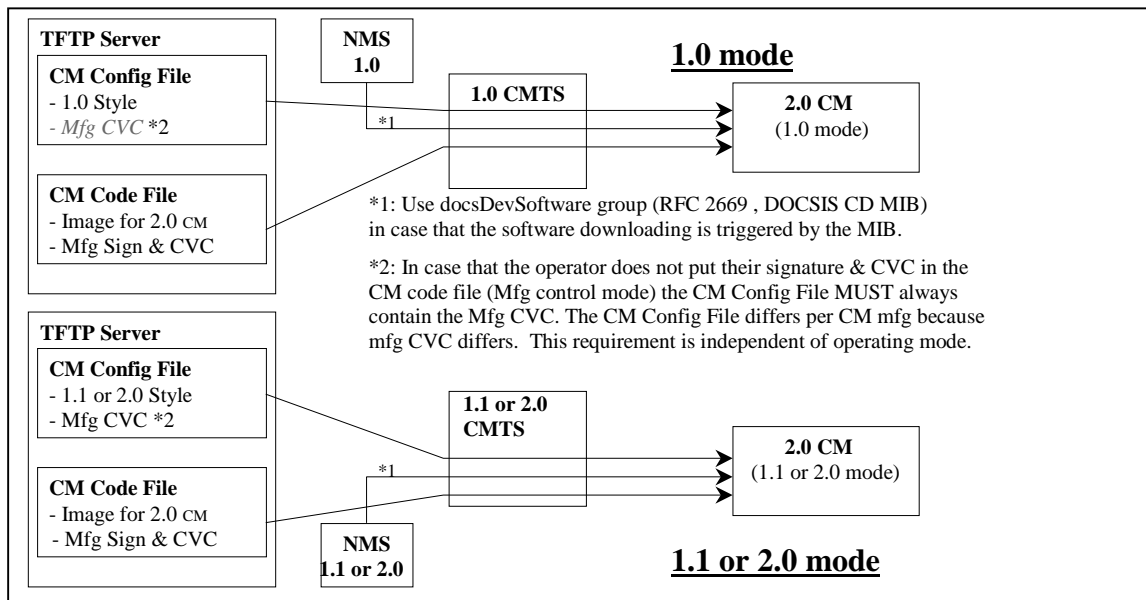 TFTP Server
CM Config File
- 1.0 Style
- Mfg CVC *2
CM Code File
- Image for 2.0 CM
- Mfg Sign & CVC
NMS
1.0
*1
1.0 CMTS
1.0 mode
2.0 CM
(1.0 mode)
*1: Use docsDevSoftware group (RFC 2669 , DOCSIS CD MIB)
in case that the software downloading is triggered by the MIB.
*2: In case that the operator does not put their signature & CVC in the
CM code file (Mfg control mode) the CM Config File MUST always
contain the Mfg CVC. The CM Config File differs per CM mfg because
mfg CVC differs.  This requirement is independent of operating mode.
TFTP Server
CM Config File
- 1.1 or 2.0 Style
- Mfg CVC *2
CM Code File
- Image for 2.0 CM
- Mfg Sign & CVC
*1
NMS
1.1 or 2.0
1.1 or 2.0
CMTS
2.0 CM
(1.1 or 2.0 mode)
1.1 or 2.0 mode